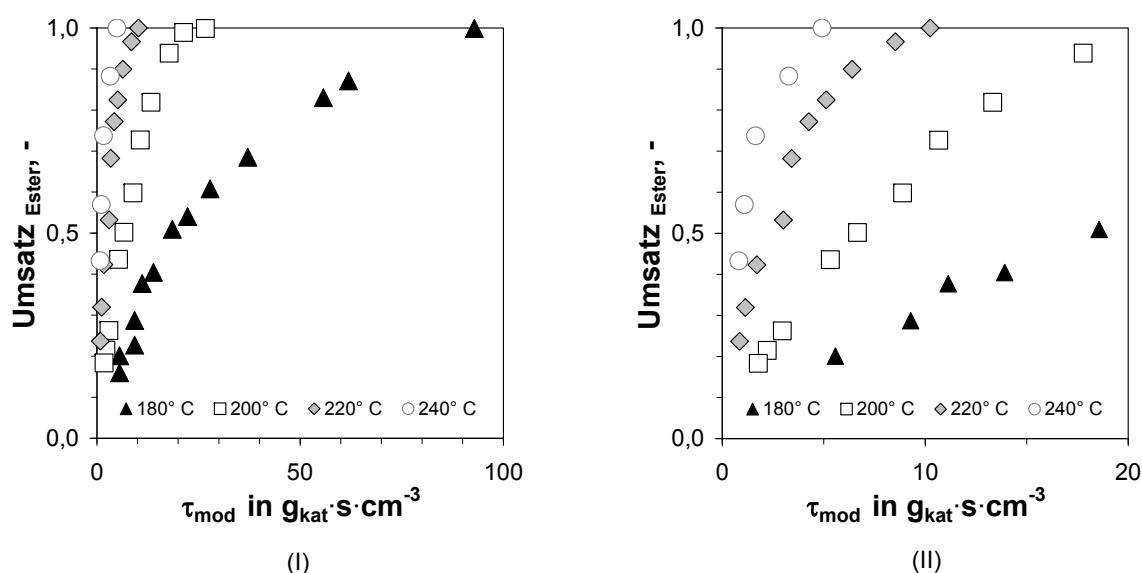 1,0
0,5
0,0
Umsatz Ester, -
180° C 200° C 220° C 240° C
0 50 100
τmod in gkat·s·cm-3
(I)
1,0
0,5
0,0
Umsatz Ester, -
180° C 200° C 220° C 240° C
0 10 20
τmod in gkat·s·cm-3
(II)